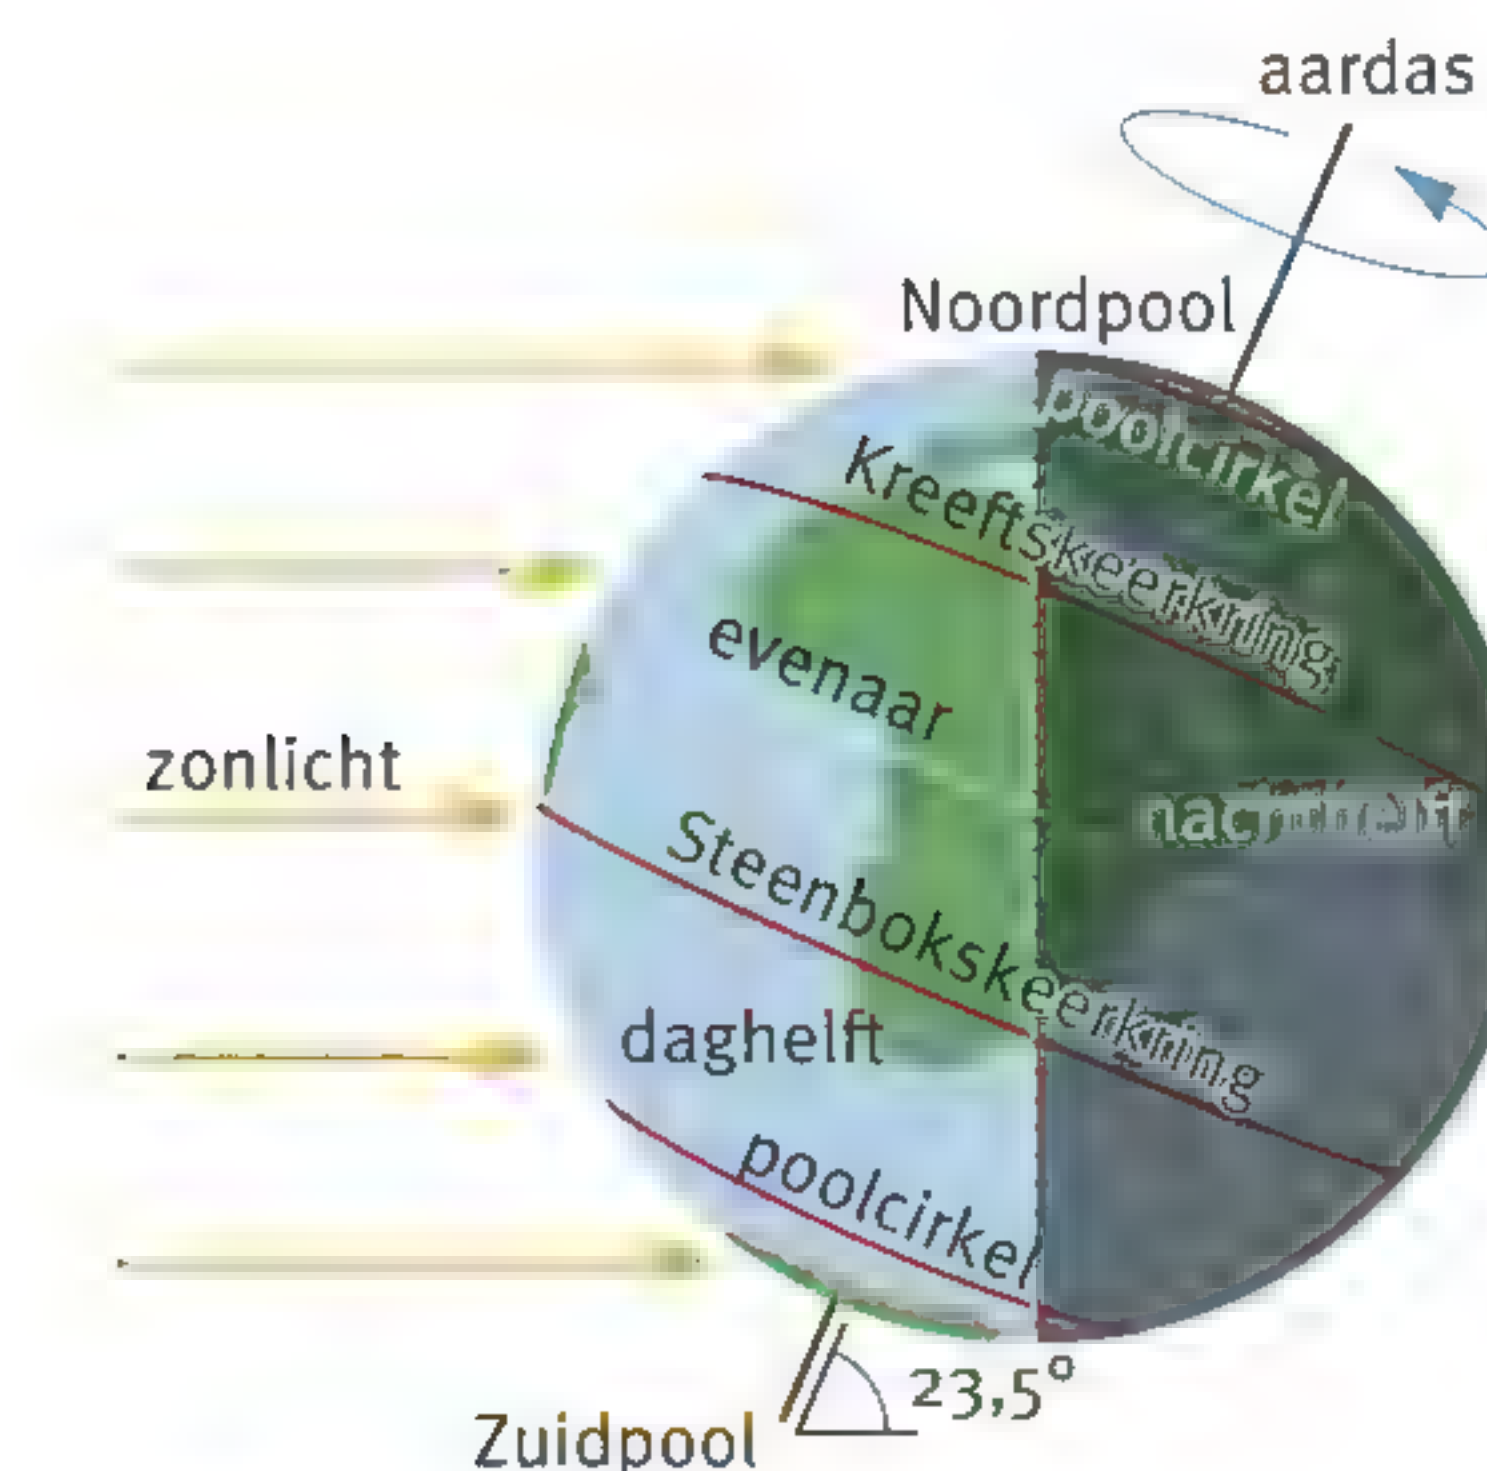 aardas
Noordpool
poolcirkel
Kreeftskeerkring
evenaar
zonlicht
Steenbokskeerkring
daghelft
poolcirkel
23,5°
Zuidpool